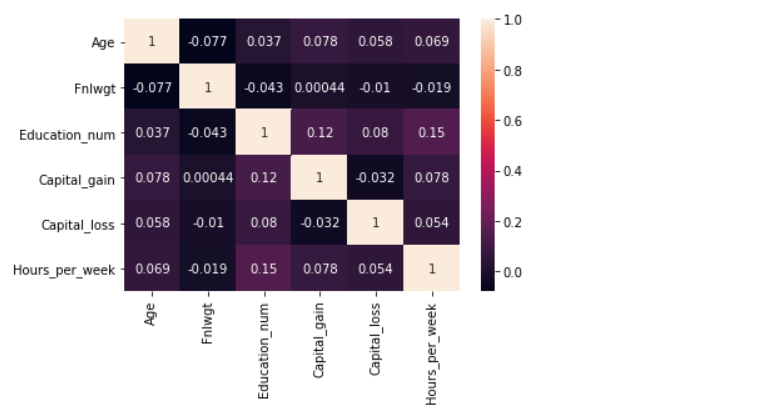 Age 1 -0.077 0.037 0.078 0.058 0.069
Fnlwgt -0.077 1 -0.043 0.00044 -0.01 -0.019
Education_num 0.037 -0.043 1 0.12 0.08 0.15
Capital_gain 0.078 0.00044 0.12 1 -0.032 0.078
Capital_loss 0.058 -0.01 0.08 -0.032 1 0.054
Hours_per_week 0.069 -0.019 0.15 0.078 0.054 1
Age
Fnlwgt
Education_num
Capital_gain
Capital_loss
Hours_per_week
1.0
0.8
0.6
0.4
0.2
0.0